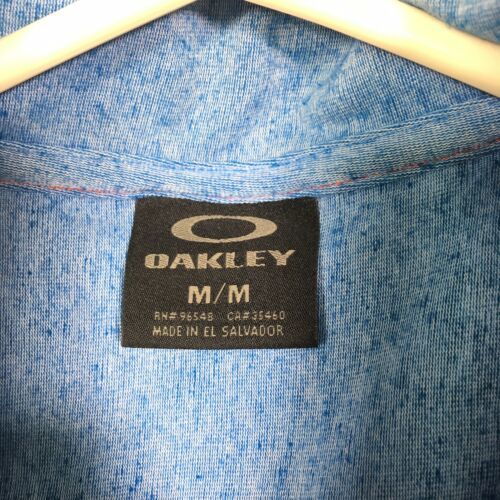 OAKLEY
M/M
RN#96548 CA#35460
MADE IN EL SALVADOR